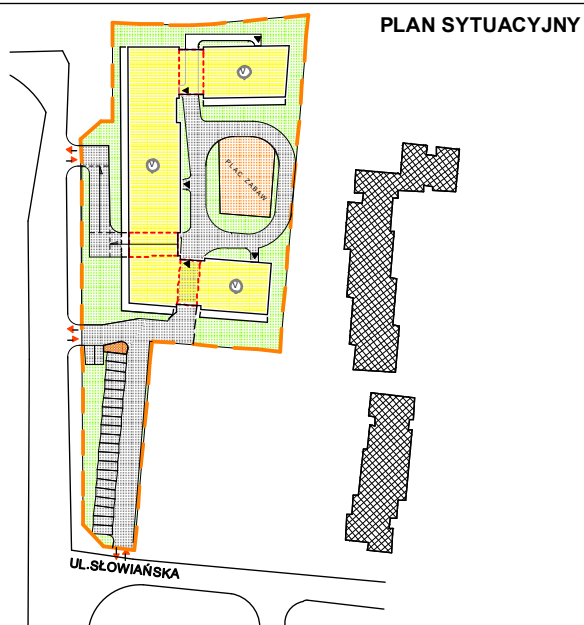 PLAN SYTUACYJNY
V
PLAC ZABAW
V
V
UL.SŁOWIAŃSKA